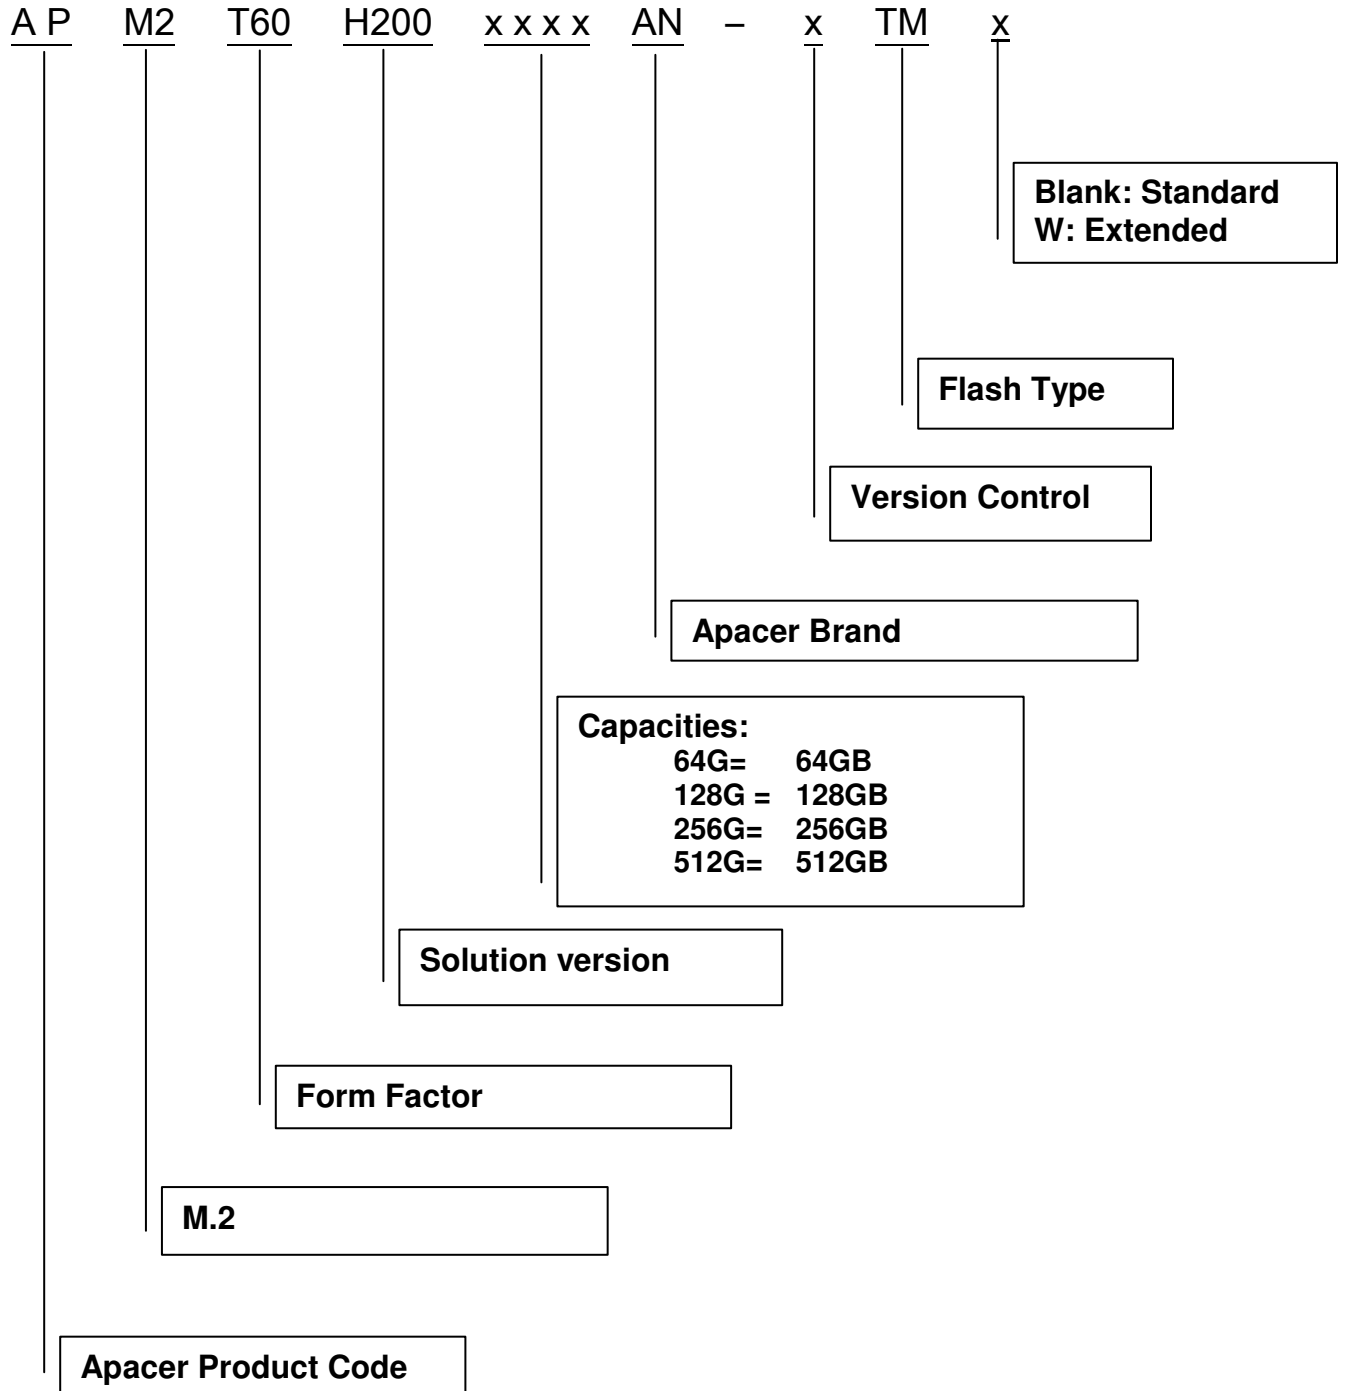 A P M2 T60 H200 x x x x AN – x TM x
Blank: Standard
W: Extended
Flash Type
Version Control
Apacer Brand
Capacities:
64G= 64GB
128G = 128GB
256G= 256GB
512G= 512GB
Solution version
Form Factor
M.2
Apacer Product Code